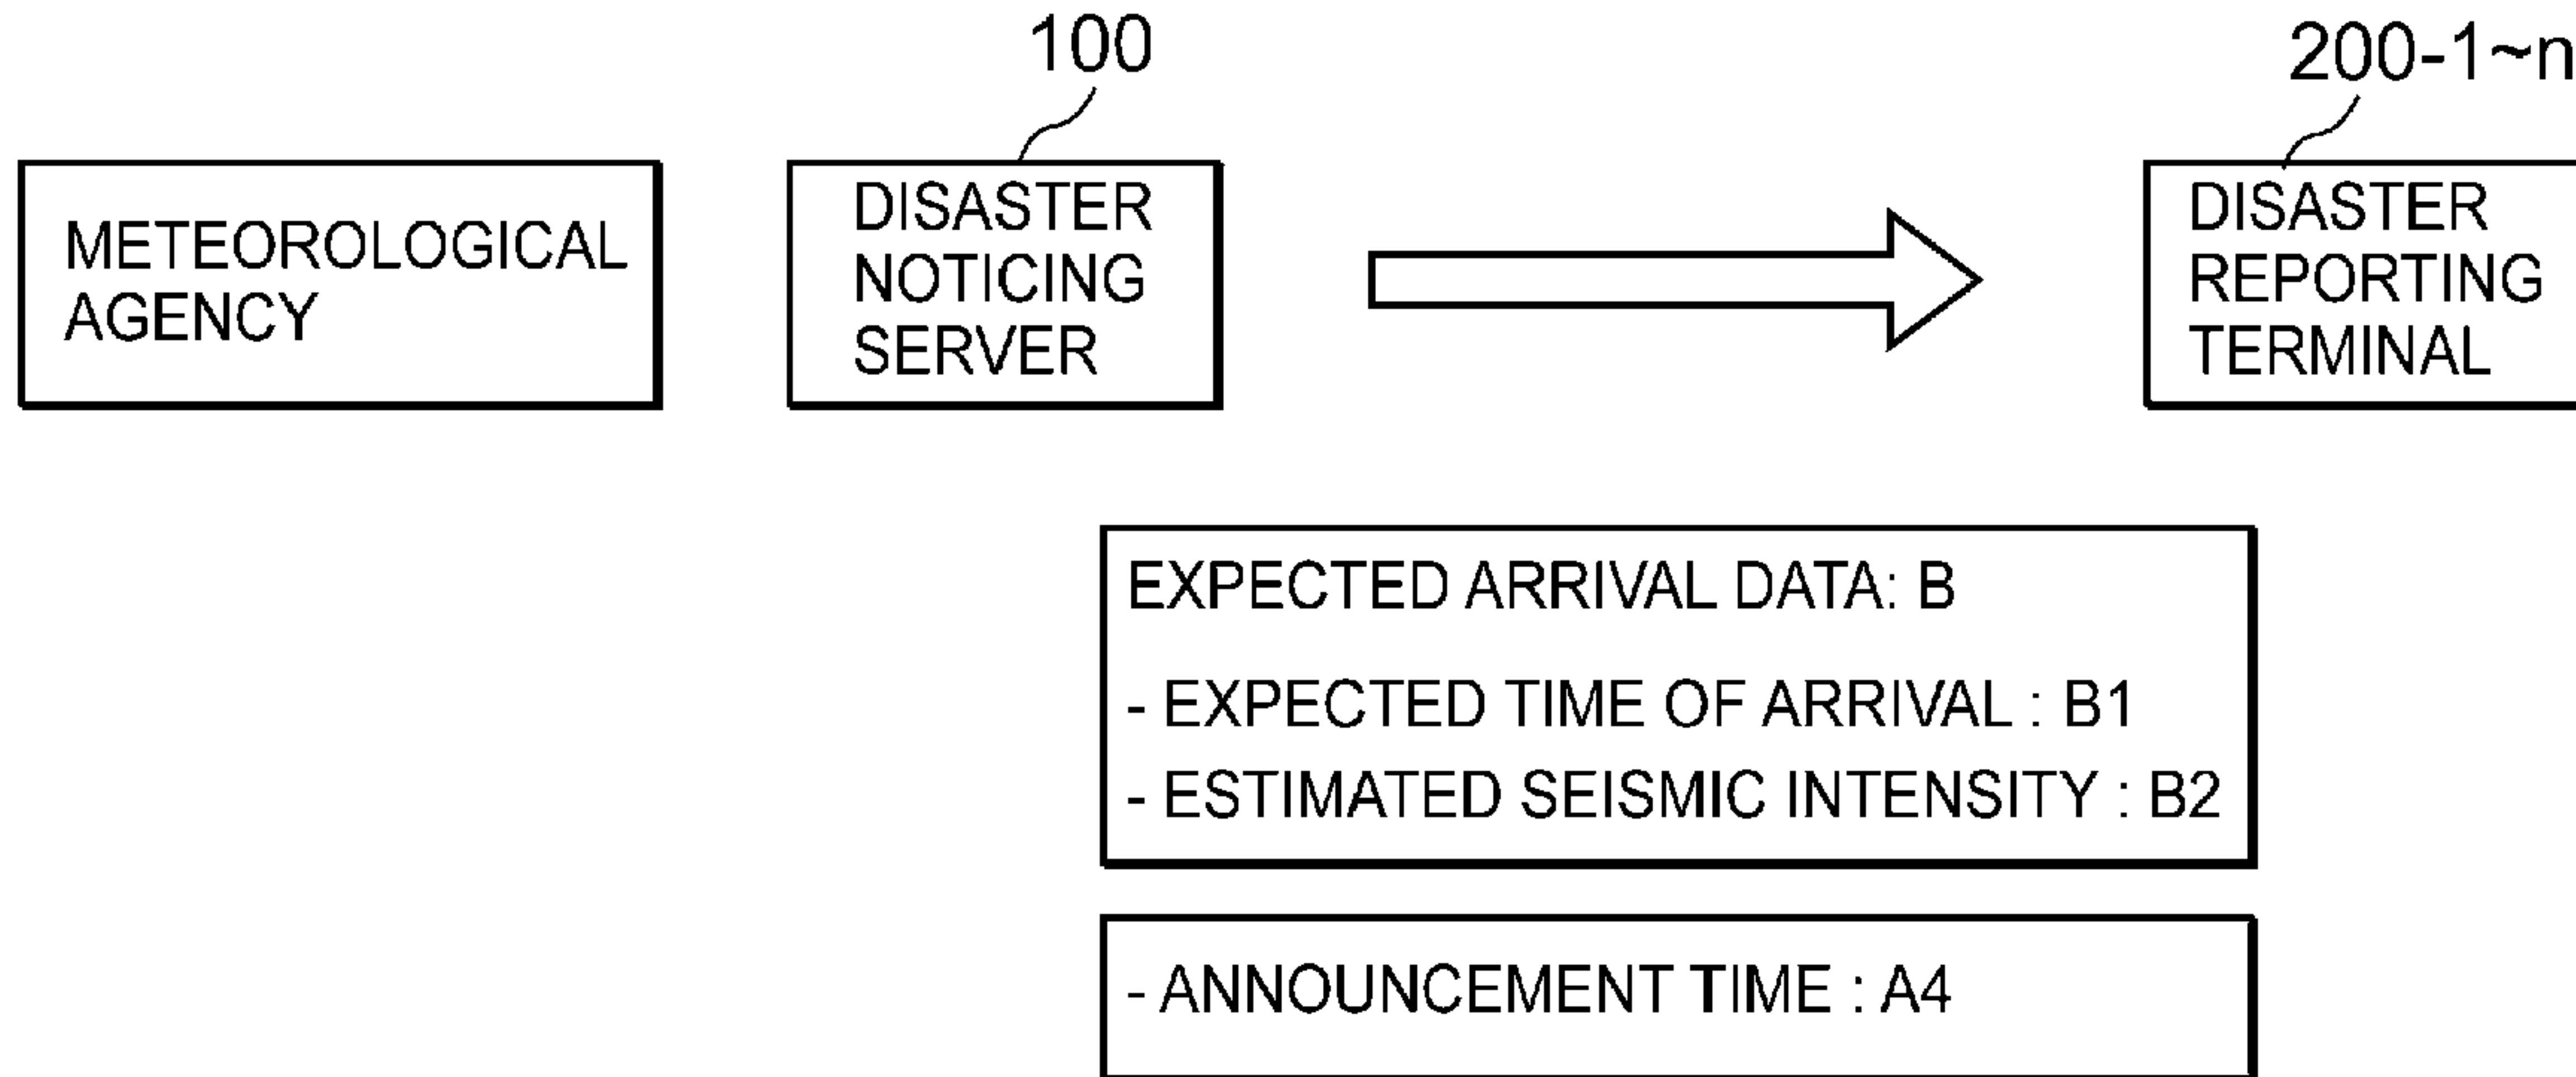 100
200-1~n
METEOROLOGICAL
AGENCY
DISASTER
NOTICING
SERVER
DISASTER
REPORTING
TERMINAL
EXPECTED ARRIVAL DATA: B
- EXPECTED TIME OF ARRIVAL : B1
- ESTIMATED SEISMIC INTENSITY : B2
- ANNOUNCEMENT TIME : A4